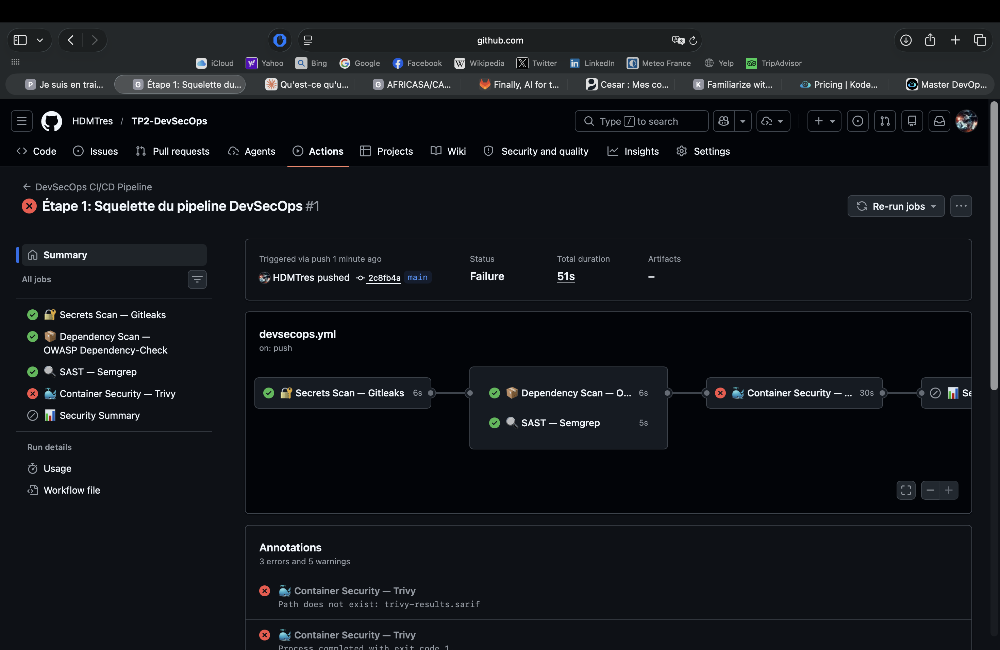 github.com
iCloud Yahoo Bing Google Facebook Wikipedia Twitter LinkedIn Meteo France Yelp TripAdvisor
P Je suis en trai... G Étape 1: Squelette du... Qu'est-ce qu'u... G AFRICASA/CA... Finally, AI for t... Cesar : Mes co... K Familiarize wit... Pricing | Kode... Master DevOp...
HDMTres / TP2-DevSecOps
Type / to search
Code Issues Pull requests Agents Actions Projects Wiki Security and quality Insights Settings
← DevSecOps CI/CD Pipeline
Étape 1: Squelette du pipeline DevSecOps #1
Re-run jobs
Summary
All jobs
🔐 Secrets Scan — Gitleaks
📦 Dependency Scan —
OWASP Dependency-Check
🔍 SAST — Semgrep
🐳 Container Security — Trivy
📊 Security Summary
Run details
Usage
Workflow file
Triggered via push 1 minute ago
HDMTres pushed 2c8fb4a main
Status
Failure
Total duration
51s
Artifacts
–
devsecops.yml
on: push
🔐 Secrets Scan — Gitleaks 6s
📦 Dependency Scan — O... 6s
🔍 SAST — Semgrep 5s
🐳 Container Security — ... 30s
📊 Se
Annotations
3 errors and 5 warnings
🐳 Container Security — Trivy
Path does not exist: trivy-results.sarif
🐳 Container Security — Trivy
Process completed with exit code 1.